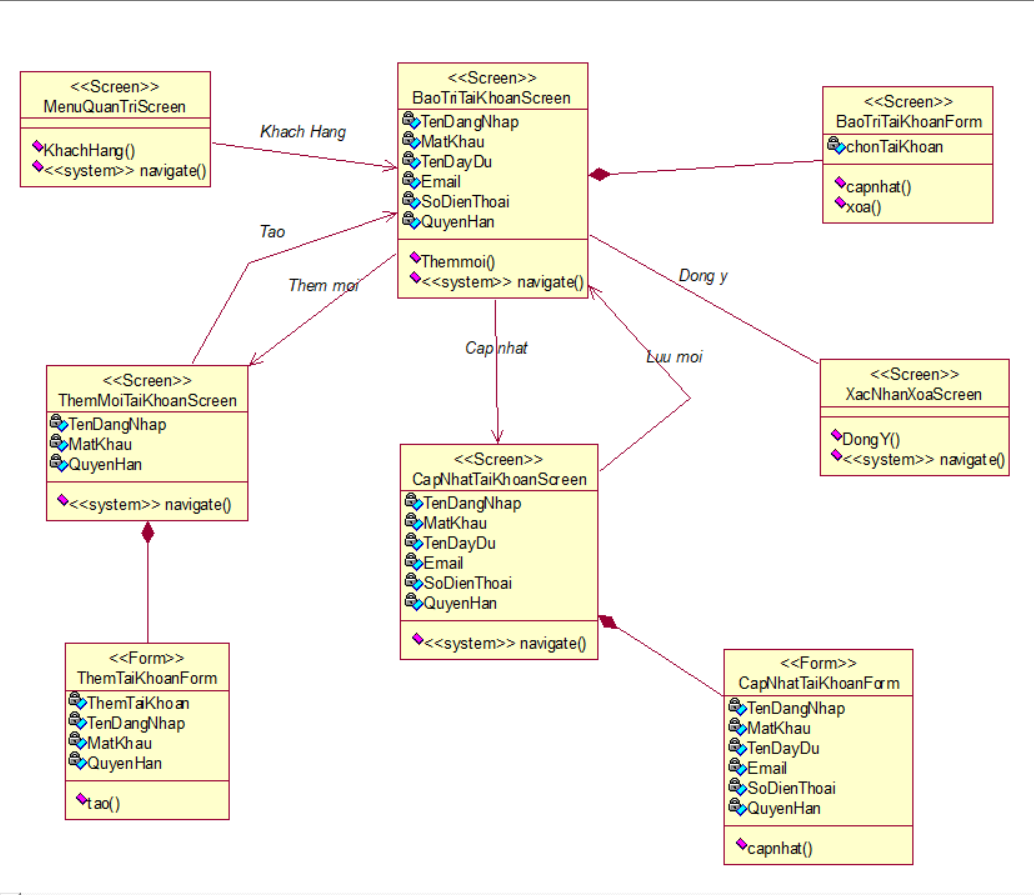 <<Screen>>
MenuQuanTriScreen
KhachHang()
<<system>> navigate()
Khach Hang
<<Screen>>
BaoTriTaiKhoanScreen
TenDangNhap
MatKhau
TenDayDu
Email
SoDienThoai
QuyenHan
Themmoi()
<<system>> navigate()
<<Screen>>
BaoTriTaiKhoanForm
chonTaiKhoan
capnhat()
xoa()
Tao
Them moi
Cap nhat
Luu moi
Dong y
<<Screen>>
ThemMoiTaiKhoanScreen
TenDangNhap
MatKhau
QuyenHan
<<system>> navigate()
<<Screen>>
CapNhatTaiKhoanScreen
TenDangNhap
MatKhau
TenDayDu
Email
SoDienThoai
QuyenHan
<<system>> navigate()
<<Screen>>
XacNhanXoaScreen
DongY()
<<system>> navigate()
<<Form>>
ThemTaiKhoanForm
ThemTaiKhoan
TenDangNhap
MatKhau
QuyenHan
tao()
<<Form>>
CapNhatTaiKhoanForm
TenDangNhap
MatKhau
TenDayDu
Email
SoDienThoai
QuyenHan
capnhat()